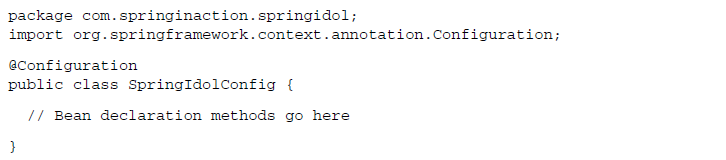 package com.springinaction.springidol;
import org.springframework.context.annotation.Configuration;
@Configuration
public class SpringIdolConfig {
// Bean declaration methods go here
}